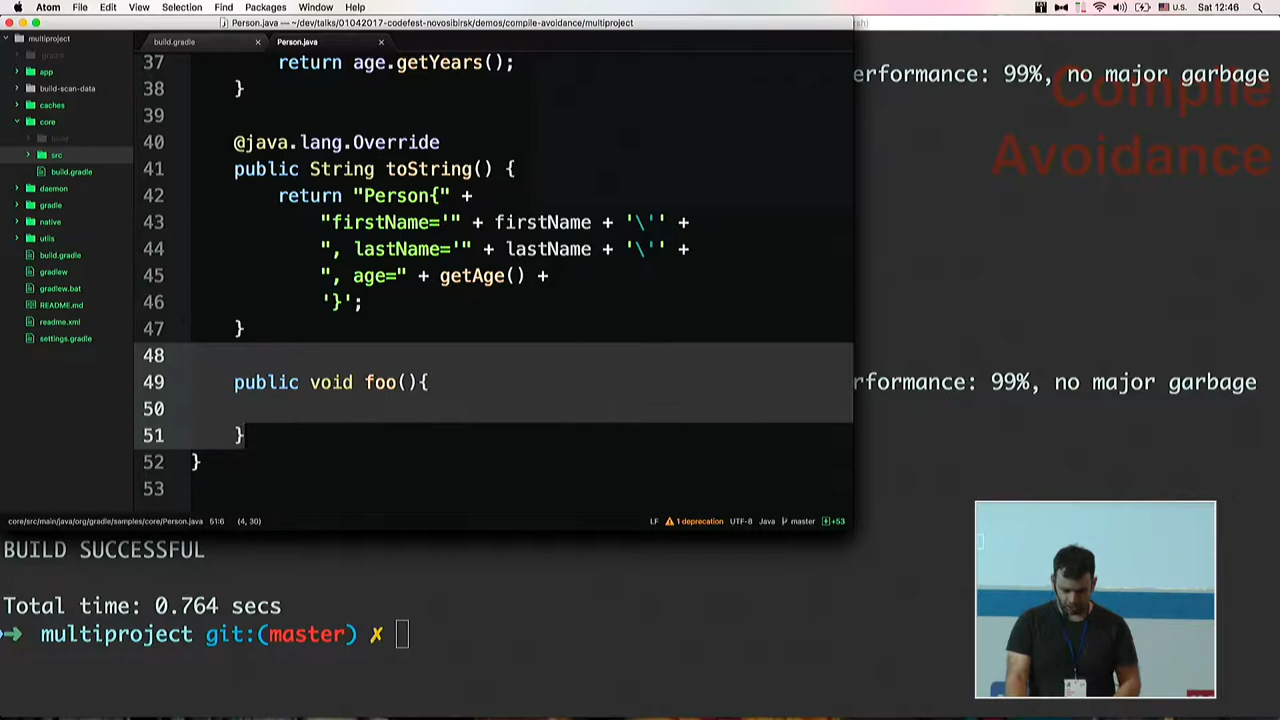 Atom File Edit View Selection Find Packages Window Help U.S. Sat 12:46
Person.java — ~/dev/talks/01042017-codefest-novosibirsk/demos/compile-avoidance/multiproject
multiproject
app
build-scan-data
caches
core
build
src
build.gradle
daemon
gradle
native
utils
build.gradle
gradlew
gradlew.bat
README.md
readme.xml
settings.gradle
build.gradle Person.java
37 return age.getYears();
38 }
39
40 @java.lang.Override
41 public String toString() {
42 return "Person{" +
43 "firstName='" + firstName + '\'' +
44 ", lastName='" + lastName + '\'' +
45 ", age=" + getAge() +
46 '}';
47 }
48
49 public void foo(){
50
51 }
52 }
53
core/src/main/java/org/gradle/samples/core/Person.java 51:6 (4, 30) LF 1 deprecation UTF-8 Java master +53
erformance: 99%, no major garbage
Compile
Avoidance
rformance: 99%, no major garbage
BUILD SUCCESSFUL
Total time: 0.764 secs
➜ multiproject git:(master) ✗